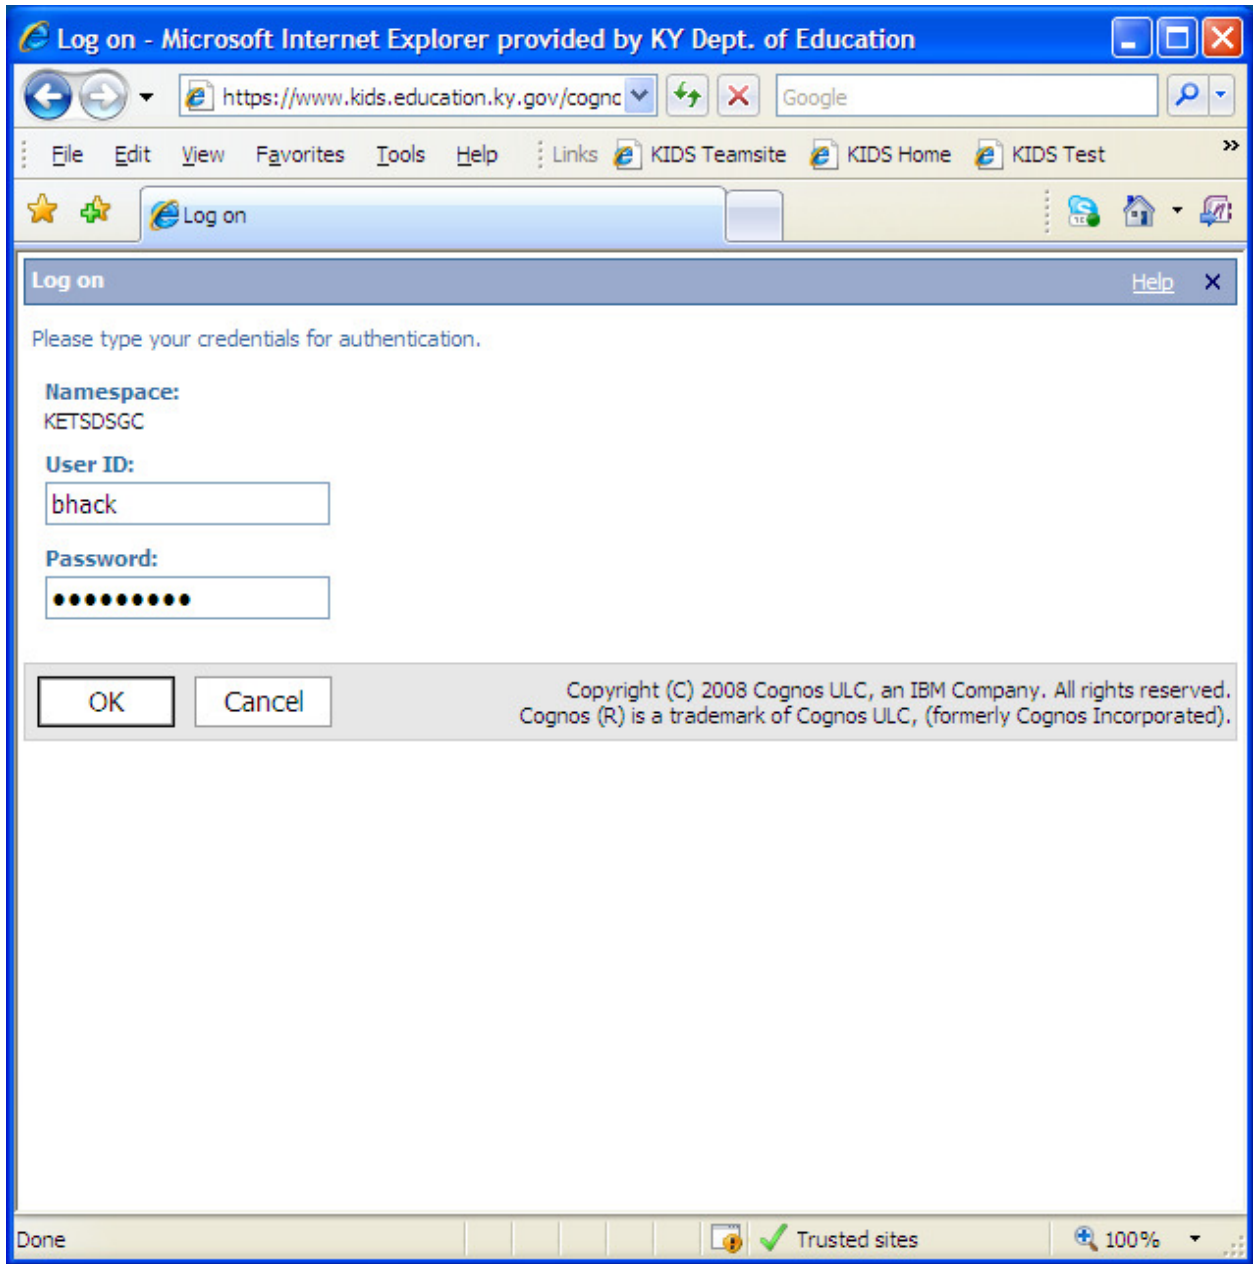 Log on - Microsoft Internet Explorer provided by KY Dept. of Education
https://www.kids.education.ky.gov/cognc
Google
File Edit View Favorites Tools Help Links KIDS Teamsite KIDS Home KIDS Test »
Log on
Log on Help
Please type your credentials for authentication.
Namespace:
KETSDSGC
User ID:
bhack
Password:
•••••••••
OK Cancel
Copyright (C) 2008 Cognos ULC, an IBM Company. All rights reserved.
Cognos (R) is a trademark of Cognos ULC, (formerly Cognos Incorporated).
Done Trusted sites 100%